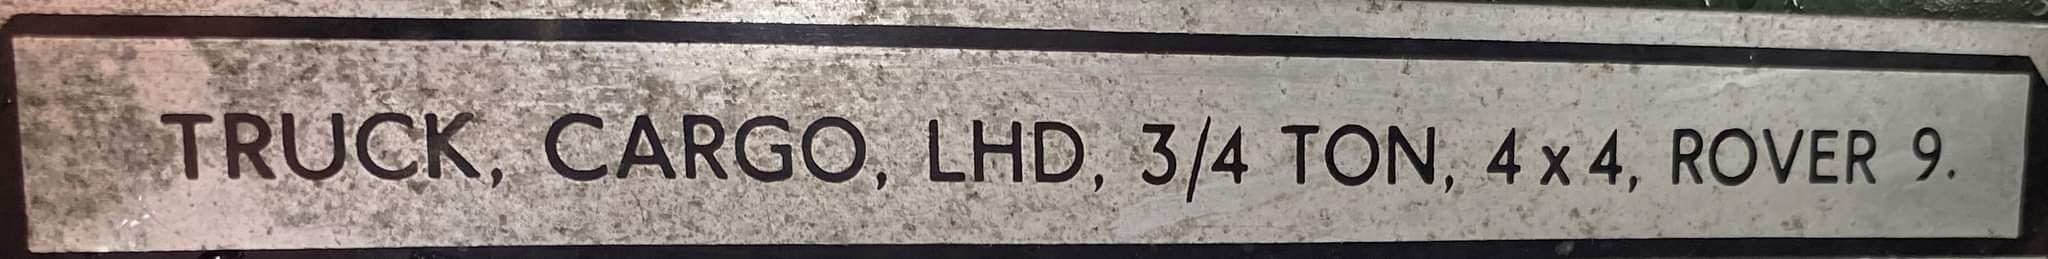 TRUCK, CARGO, LHD, 3/4 TON, 4 x 4, ROVER 9.